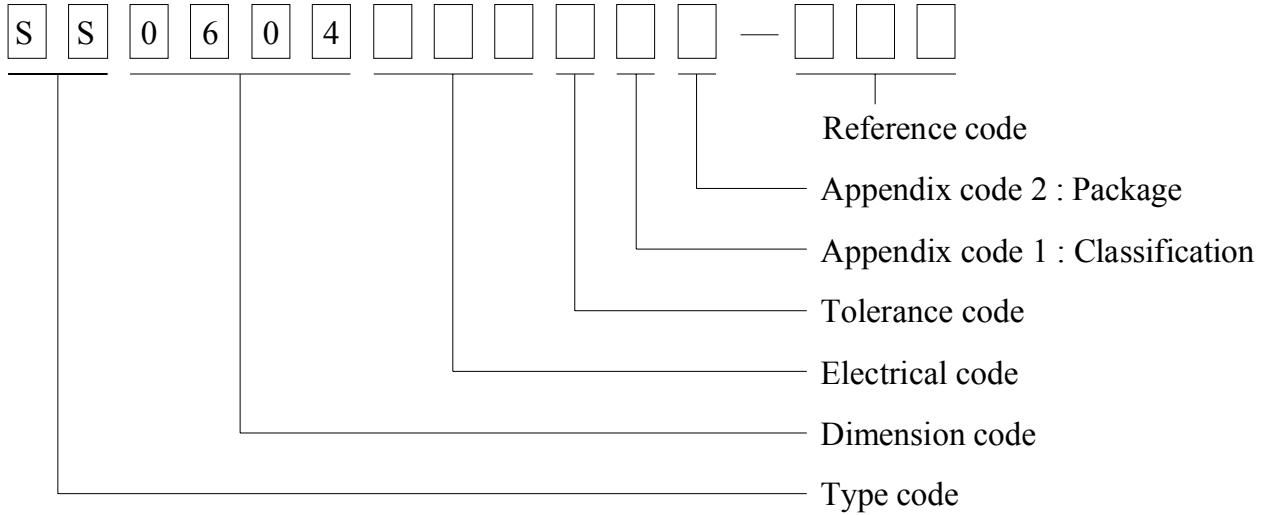 S S 0 6 0 4 —
Reference code
Appendix code 2 : Package
Appendix code 1 : Classification
Tolerance code
Electrical code
Dimension code
Type code